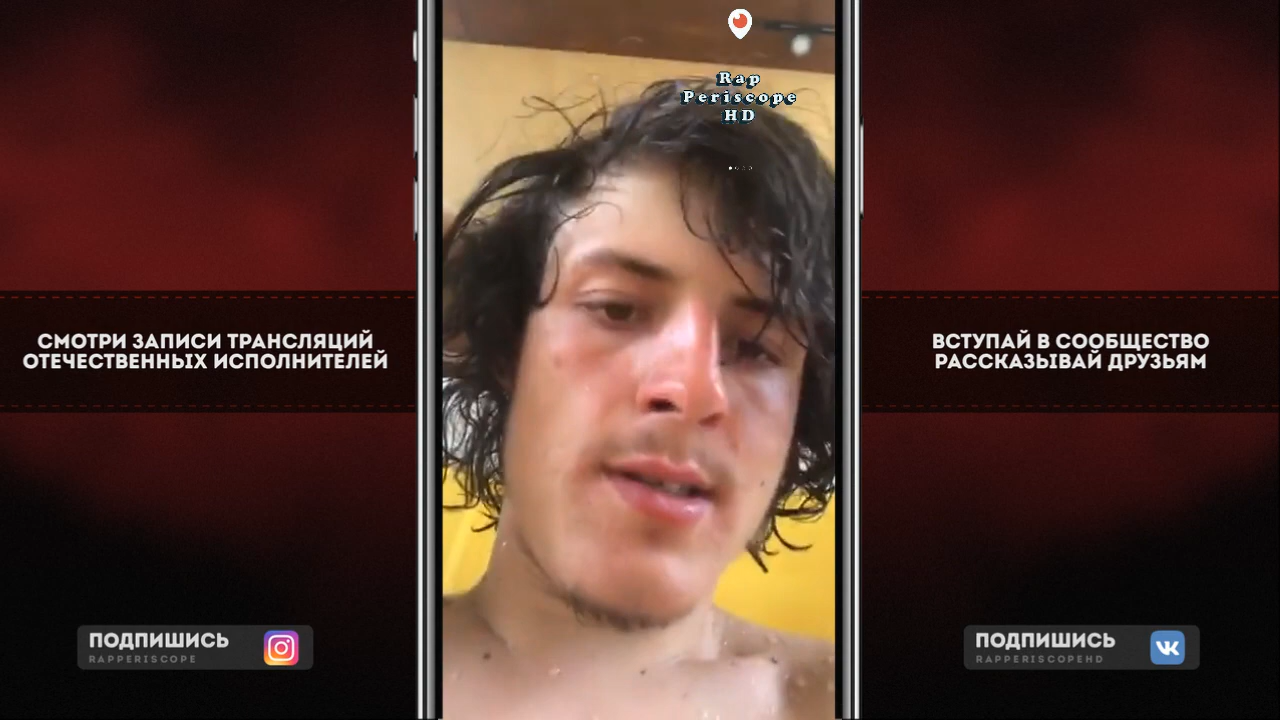 Rap
Periscope
HD
СМОТРИ ЗАПИСИ ТРАНСЛЯЦИЙ
ОТЕЧЕСТВЕННЫХ ИСПОЛНИТЕЛЕЙ
ВСТУПАЙ В СООБЩЕСТВО
РАССКАЗЫВАЙ ДРУЗЬЯМ
ПОДПИШИСЬ
RAPPERISCOPE
ПОДПИШИСЬ
RAPPERISCOPEHD